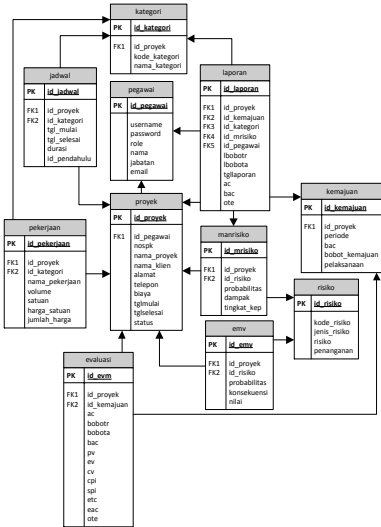 kategori
PK id_kategori
FK1 id_proyek
kode_kategori
nama_kategori
jadwal
PK id_jadwal
FK1 id_proyek
FK2 id_kategori
tgl_mulai
tgl_selesai
durasi
id_pendahulu
pegawai
PK id_pegawai
username
password
role
nama
jabatan
email
laporan
PK id_laporan
FK1 id_proyek
FK2 id_kemajuan
FK3 id_kategori
FK4 id_mrisiko
FK5 id_pegawai
lbobotr
lbobota
tgllaporan
ac
bac
ote
kemajuan
PK id_kemajuan
FK1 id_proyek
periode
bac
bobot_kemajuan
pelaksanaan
pekerjaan
PK id_pekerjaan
FK1 id_proyek
FK2 id_kategori
nama_pekerjaan
volume
satuan
harga_satuan
jumlah_harga
proyek
PK id_proyek
FK1 id_pegawai
nospk
nama_proyek
nama_klien
alamat
telepon
biaya
tglmulai
tglselesai
status
manrisiko
PK id_mrisiko
FK1 id_proyek
FK2 id_risiko
probabilitas
dampak
tingkat_kep
risiko
PK id_risiko
kode_risiko
jenis_risiko
risiko
penanganan
emv
PK id_emv
FK1 id_proyek
FK2 id_risiko
probabilitas
konsekuensi
nilai
evaluasi
PK id_evm
FK1 id_proyek
FK2 id_kemajuan
ac
bobotr
bobota
bac
pv
ev
cv
cpi
spi
etc
eac
ote